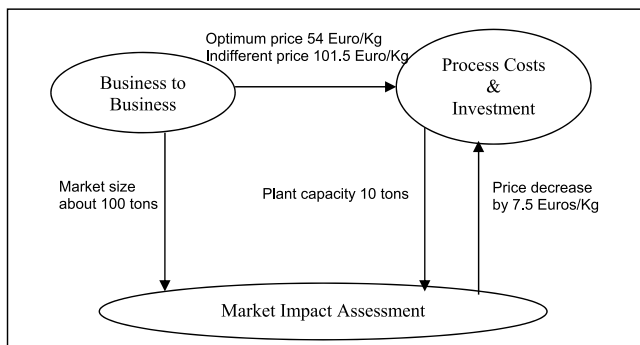 Optimum price 54 Euro/Kg
Indifferent price 101.5 Euro/Kg
Business to
Business
Process Costs
&
Investment
Market size
about 100 tons
Plant capacity 10 tons
Price decrease
by 7.5 Euros/Kg
Market Impact Assessment